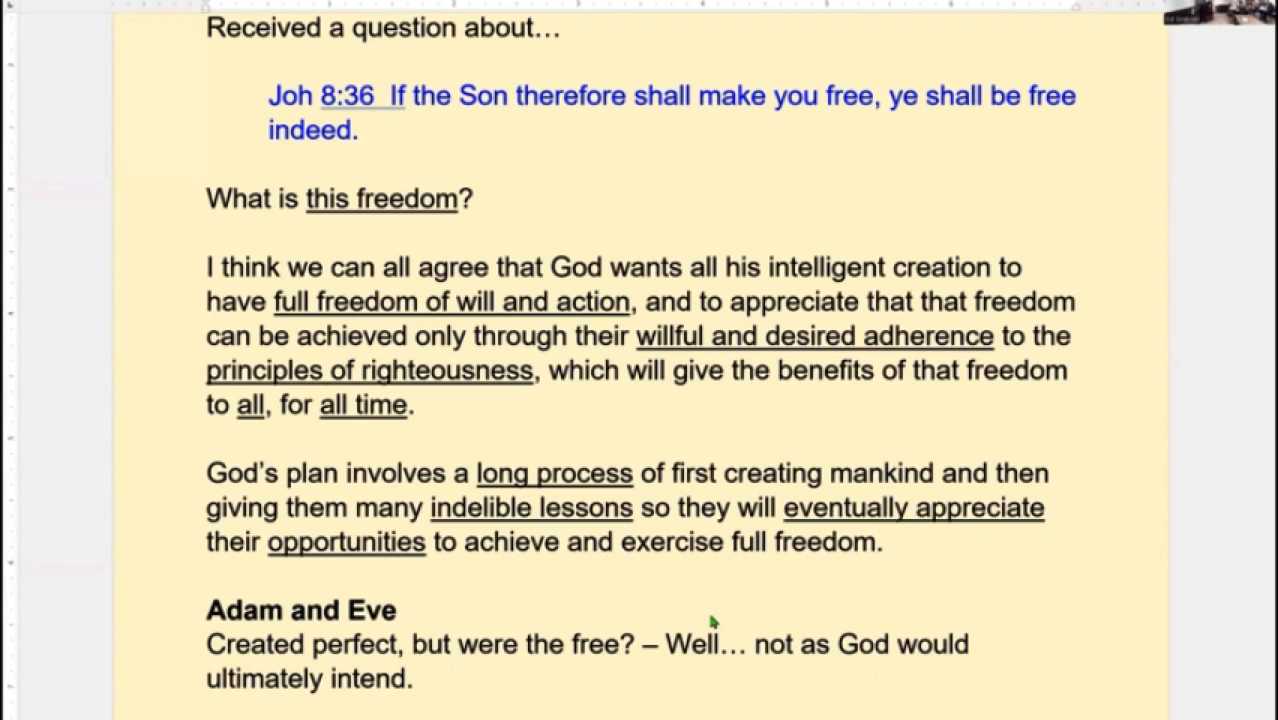 Received a question about…
Joh 8:36  If the Son therefore shall make you free, ye shall be free
indeed.
What is this freedom?
I think we can all agree that God wants all his intelligent creation to
have full freedom of will and action, and to appreciate that that freedom
can be achieved only through their willful and desired adherence to the
principles of righteousness, which will give the benefits of that freedom
to all, for all time.
God’s plan involves a long process of first creating mankind and then
giving them many indelible lessons so they will eventually appreciate
their opportunities to achieve and exercise full freedom.
Adam and Eve
Created perfect, but were the free? – Well… not as God would
ultimately intend.